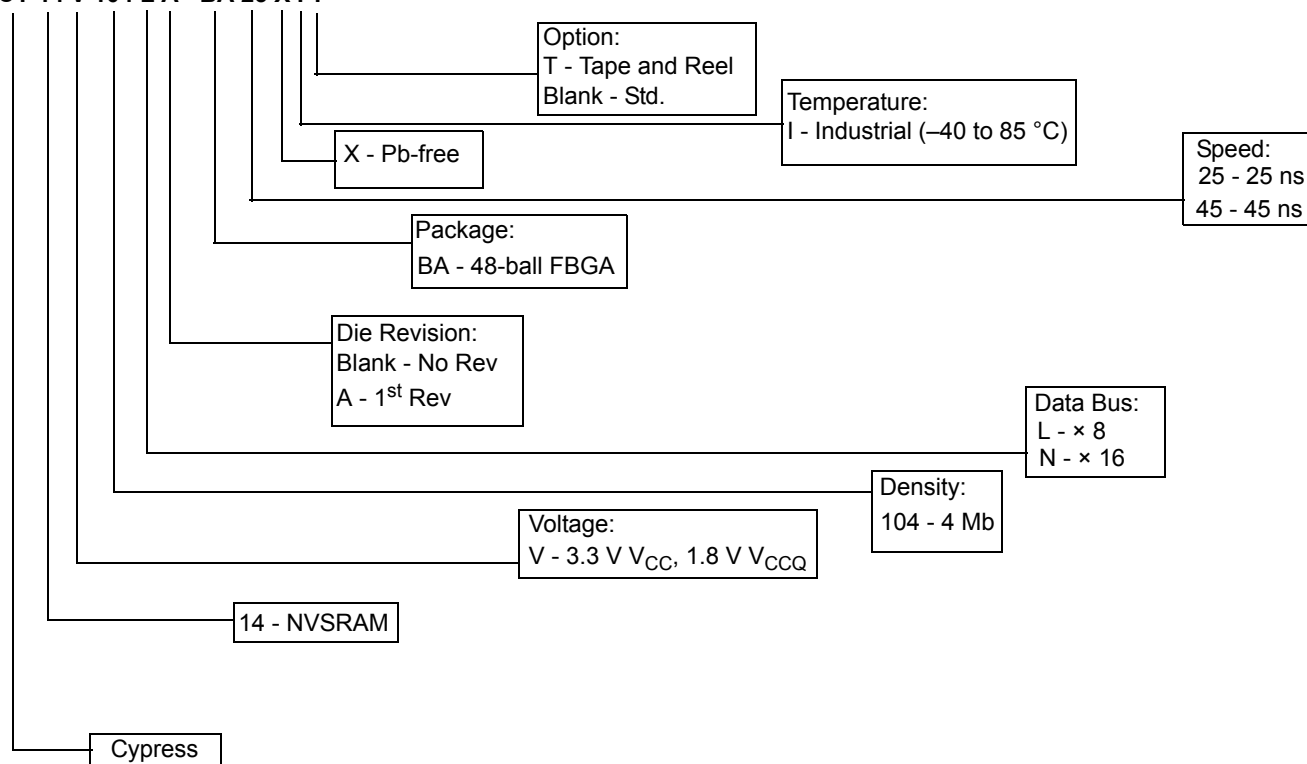 Option:
T - Tape and Reel
Blank - Std.
Temperature:
I - Industrial (–40 to 85 °C)
X - Pb-free
Speed:
25 - 25 ns
45 - 45 ns
Package:
BA - 48-ball FBGA
Die Revision:
Blank - No Rev
A - 1st Rev
Data Bus:
L - × 8
N - × 16
Density:
104 - 4 Mb
Voltage:
V - 3.3 V VCC, 1.8 V VCCQ
14 - NVSRAM
Cypress